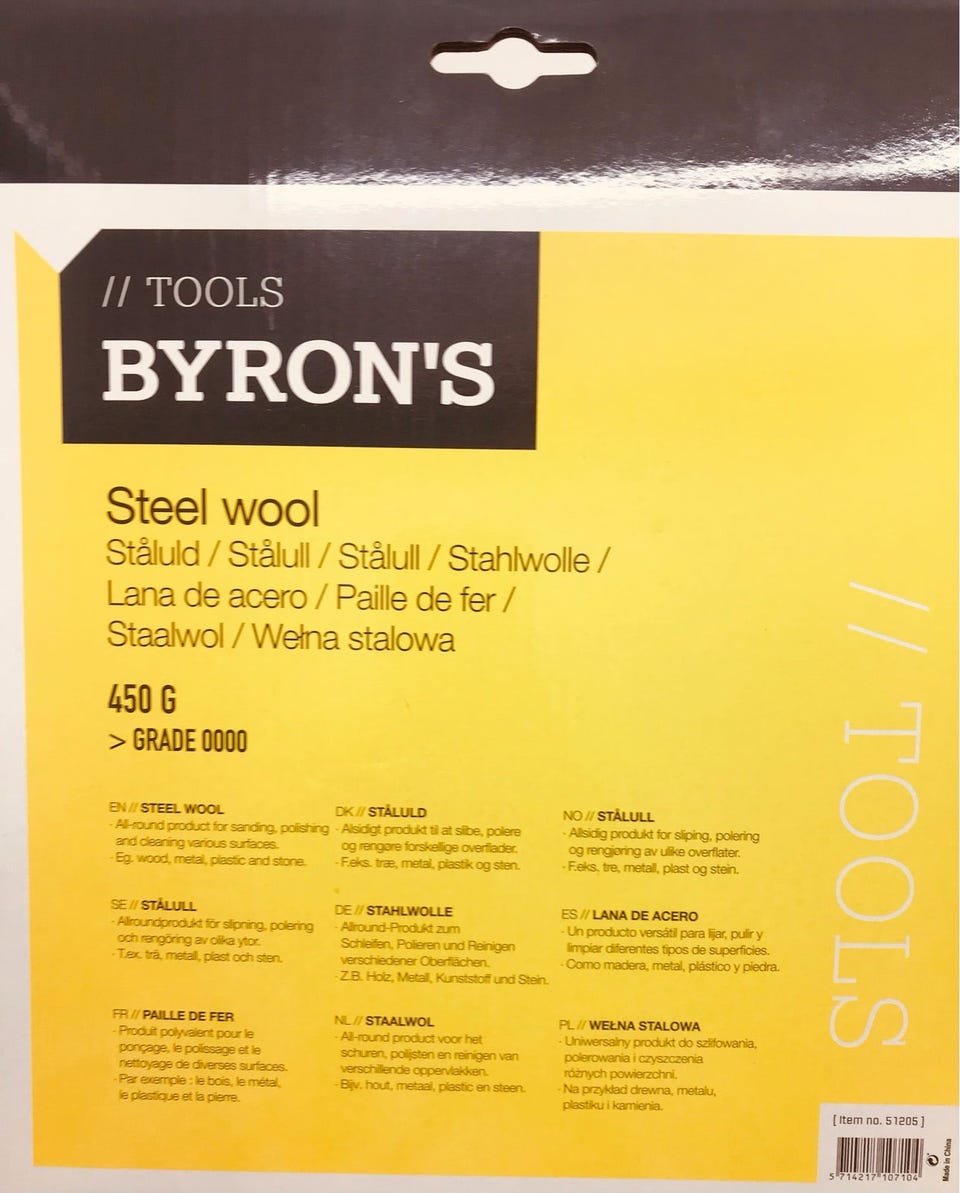 // TOOLS
BYRON'S
Steel wool
Ståluld / Stålull / Stålull / Stahlwolle /
Lana de acero / Paille de fer /
Staalwol / Wełna stalowa
450 G
> GRADE 0000
EN // STEEL WOOL
· All-round product for sanding, polishing
and cleaning various surfaces.
· Eg. wood, metal, plastic and stone.
DK // STÅLULD
· Alsidigt produkt til at slibe, polere
og rengøre forskellige overflader.
· F.eks. træ, metal, plastik og sten.
NO // STÅLULL
· Allsidig produkt for sliping, polering
og rengjøring av ulike overflater.
· F.eks. tre, metall, plast og stein.
SE // STÅLULL
· Allroundprodukt för slipning, polering
och rengöring av olika ytor.
· T.ex. trä, metall, plast och sten.
DE // STAHLWOLLE
· Allround-Produkt zum
Schleifen, Polieren und Reinigen
verschiedener Oberflächen.
· Z.B. Holz, Metall, Kunststoff und Stein.
ES // LANA DE ACERO
· Un producto versátil para lijar, pulir y
limpiar diferentes tipos de superficies.
· Como madera, metal, plástico y piedra.
FR // PAILLE DE FER
· Produit polyvalent pour le
ponçage, le polissage et le
nettoyage de diverses surfaces.
· Par exemple : le bois, le métal,
le plastique et la pierre.
NL // STAALWOL
· All-round product voor het
schuren, polijsten en reinigen van
verschillende oppervlakken.
· Bijv. hout, metaal, plastic en steen.
PL // WEŁNA STALOWA
· Uniwersalny produkt do szlifowania,
polerowania i czyszczenia
różnych powierzchni.
· Na przykład drewna, metalu,
plastiku i kamienia.
// TOOLS
[ Item no. 51205 ]
5 714217 107104
Made in China